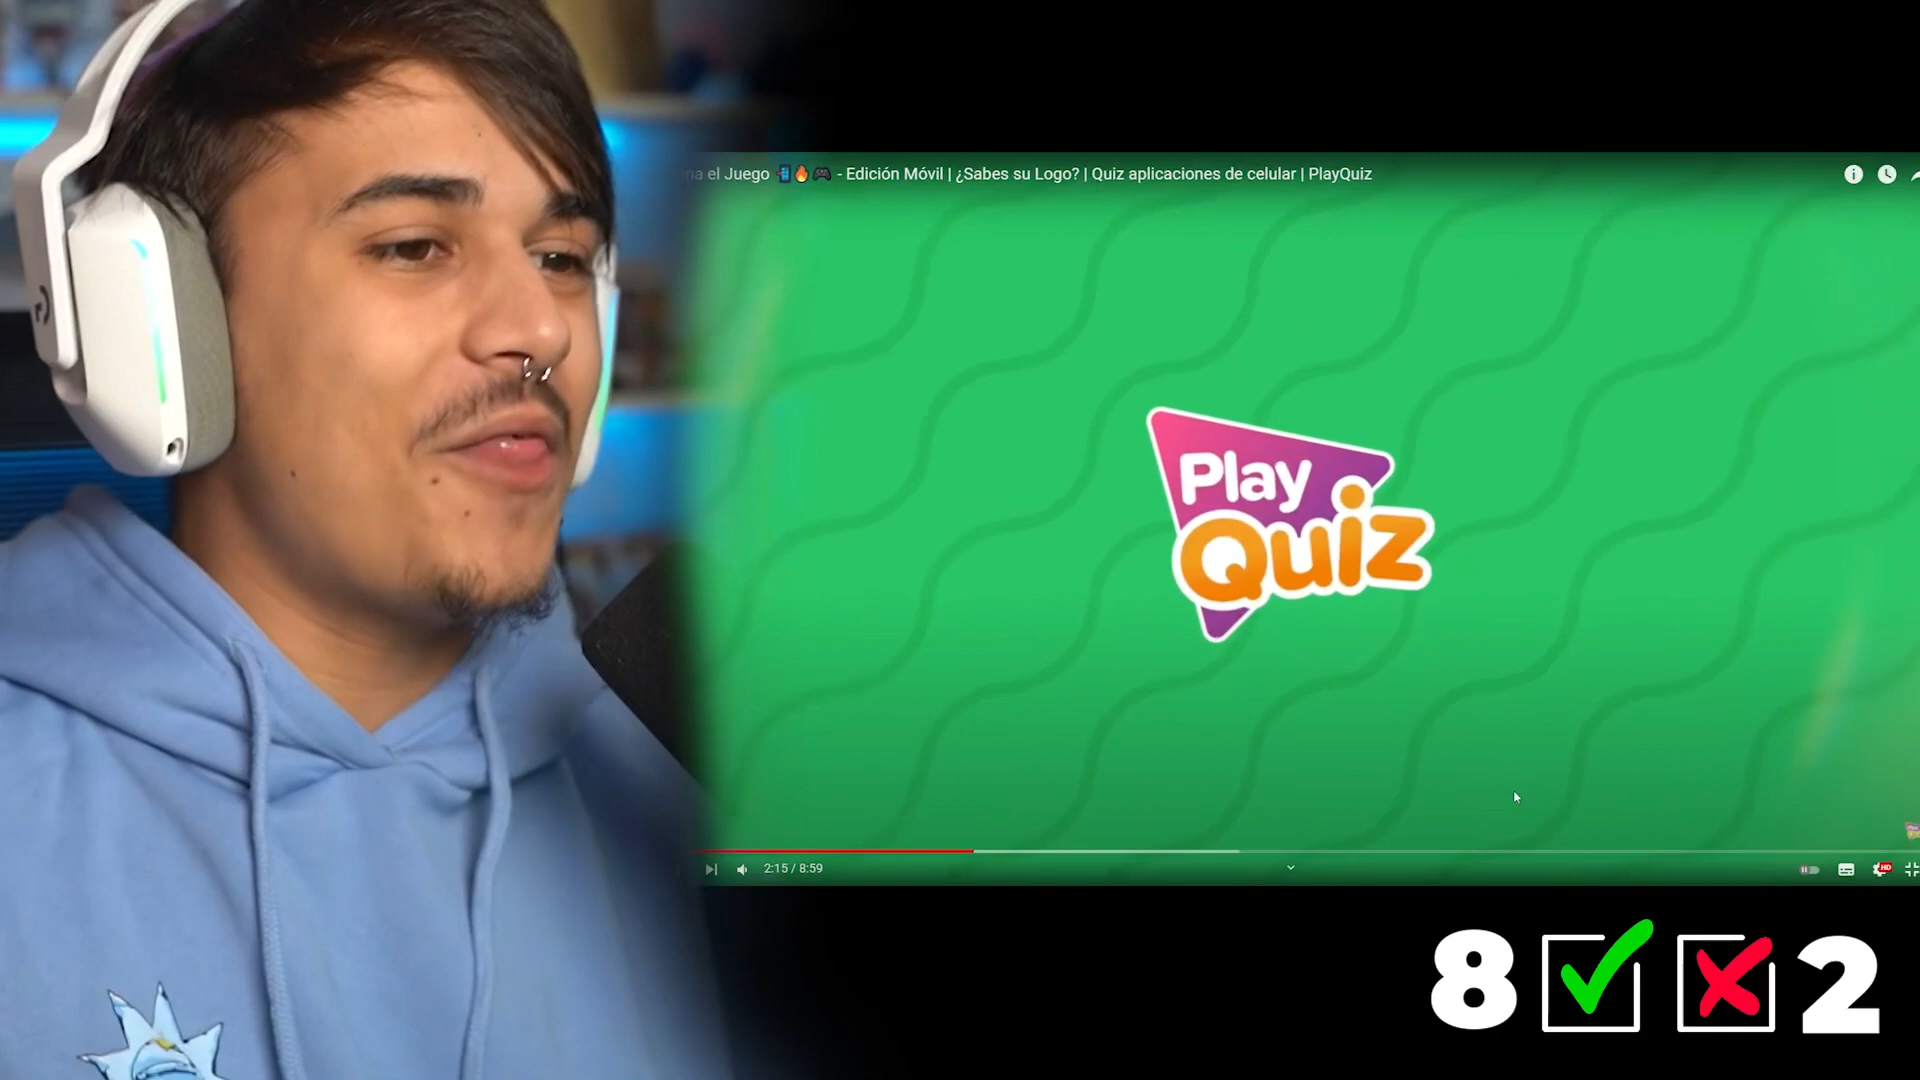 el Juego - Edición Móvil | ¿Sabes su Logo? | Quiz aplicaciones de celular | PlayQuiz
Play
Quiz
2:15 / 8:59
HD
8 2